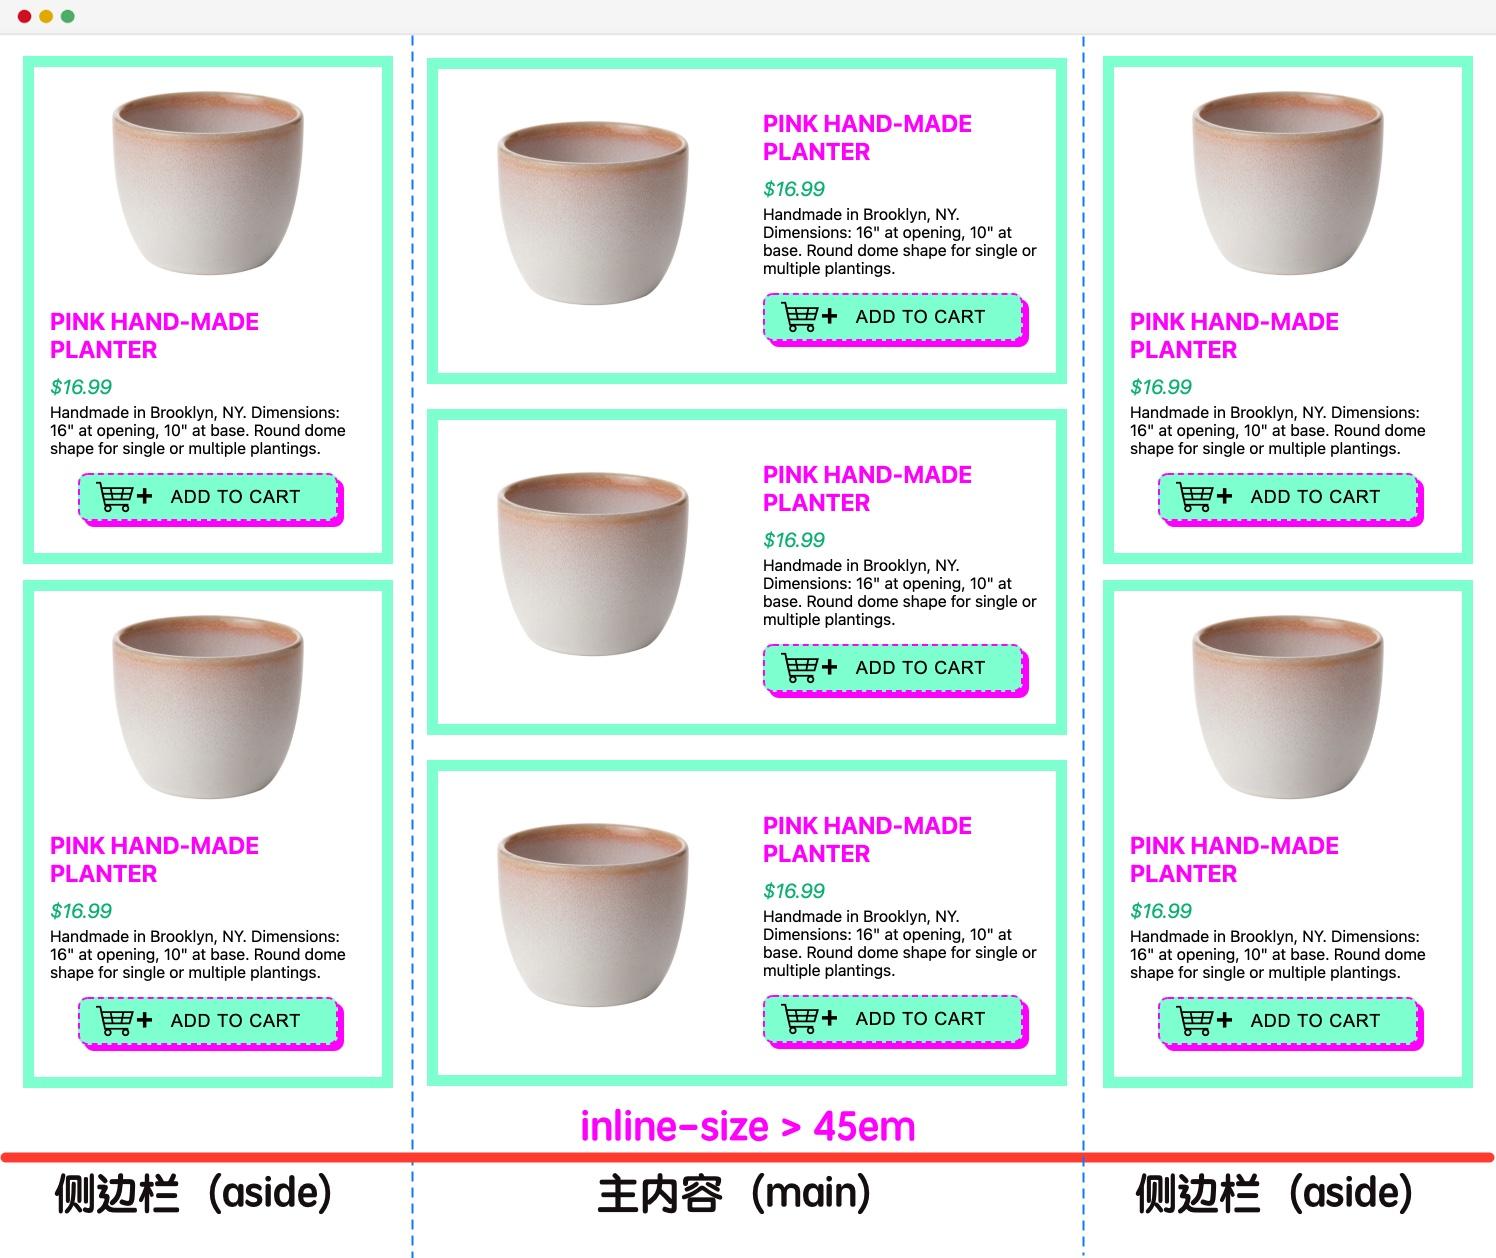 PINK HAND-MADE
PLANTER
$16.99
Handmade in Brooklyn, NY. Dimensions:
16" at opening, 10" at base. Round dome
shape for single or multiple plantings.
ADD TO CART
PINK HAND-MADE
PLANTER
$16.99
Handmade in Brooklyn, NY. Dimensions:
16" at opening, 10" at base. Round dome
shape for single or multiple plantings.
ADD TO CART
PINK HAND-MADE
PLANTER
$16.99
Handmade in Brooklyn, NY.
Dimensions: 16" at opening, 10" at
base. Round dome shape for single or
multiple plantings.
ADD TO CART
PINK HAND-MADE
PLANTER
$16.99
Handmade in Brooklyn, NY.
Dimensions: 16" at opening, 10" at
base. Round dome shape for single or
multiple plantings.
ADD TO CART
PINK HAND-MADE
PLANTER
$16.99
Handmade in Brooklyn, NY.
Dimensions: 16" at opening, 10" at
base. Round dome shape for single or
multiple plantings.
ADD TO CART
PINK HAND-MADE
PLANTER
$16.99
Handmade in Brooklyn, NY. Dimensions:
16" at opening, 10" at base. Round dome
shape for single or multiple plantings.
ADD TO CART
PINK HAND-MADE
PLANTER
$16.99
Handmade in Brooklyn, NY. Dimensions:
16" at opening, 10" at base. Round dome
shape for single or multiple plantings.
ADD TO CART
inline-size > 45em
侧边栏（aside）
主内容（main）
侧边栏（aside）